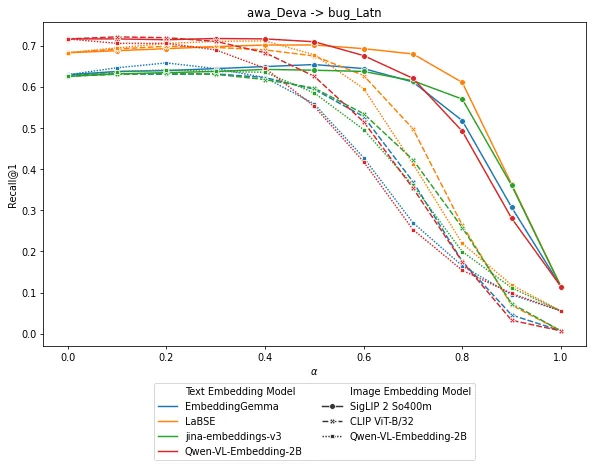 awa_Deva -> bug_Latn
Recall@1
0.7
0.6
0.5
0.4
0.3
0.2
0.1
0.0
0.0 0.2 0.4 0.6 0.8 1.0
α
Text Embedding Model
EmbeddingGemma
LaBSE
jina-embeddings-v3
Qwen-VL-Embedding-2B
Image Embedding Model
SigLIP 2 So400m
CLIP ViT-B/32
Qwen-VL-Embedding-2B